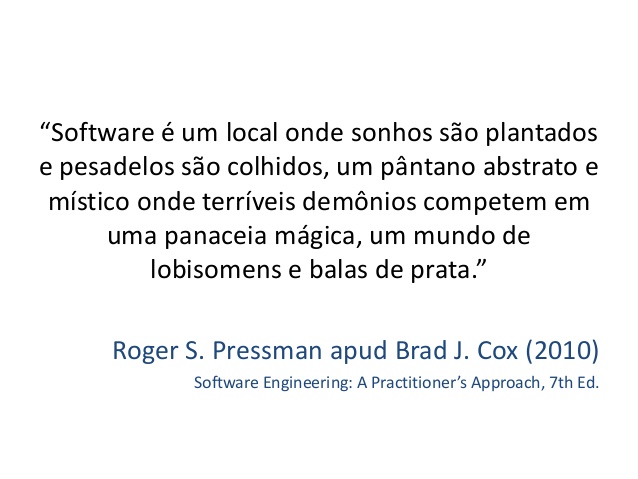 “Software é um local onde sonhos são plantados
e pesadelos são colhidos, um pântano abstrato e
místico onde terríveis demônios competem em
uma panaceia mágica, um mundo de
lobisomens e balas de prata.”
Roger S. Pressman apud Brad J. Cox (2010)
Software Engineering: A Practitioner’s Approach, 7th Ed.